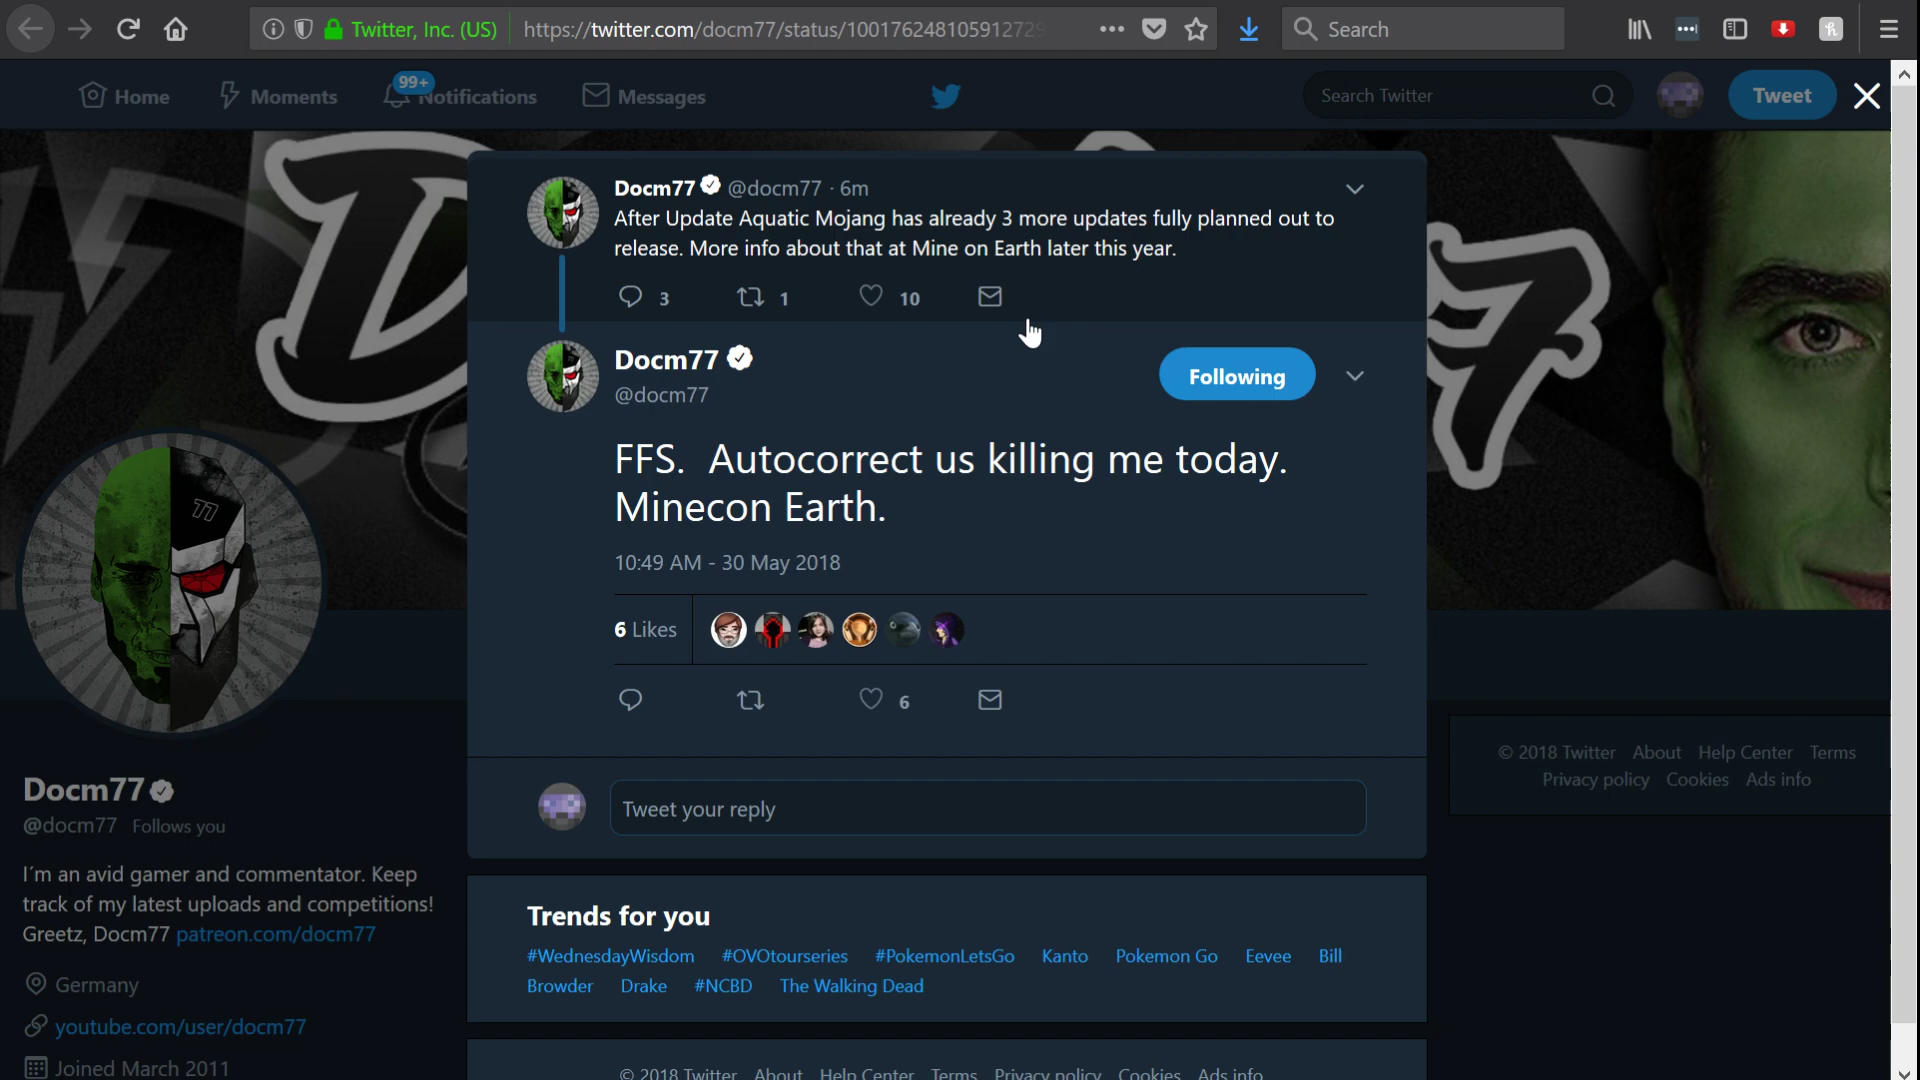 Twitter, Inc. (US) https://twitter.com/docm77/status/1001762481059127296 Search
Home Moments 99+ Notifications Messages Search Twitter Tweet
Docm77 @docm77 · 6m
After Update Aquatic Mojang has already 3 more updates fully planned out to
release. More info about that at Mine on Earth later this year.
3 1 10
Docm77
@docm77
Following
FFS. Autocorrect us killing me today.
Minecon Earth.
10:49 AM - 30 May 2018
6 Likes
6
Tweet your reply
77
Docm77
@docm77 Follows you
I´m an avid gamer and commentator. Keep
track of my latest uploads and competitions!
Greetz, Docm77 patreon.com/docm77
Germany
youtube.com/user/docm77
Joined March 2011
Trends for you
#WednesdayWisdom #OVOtourseries #PokemonLetsGo Kanto Pokemon Go Eevee Bill
Browder Drake #NCBD The Walking Dead
© 2018 Twitter About Help Center Terms Privacy policy Cookies Ads info
© 2018 Twitter About Help Center Terms
Privacy policy Cookies Ads info